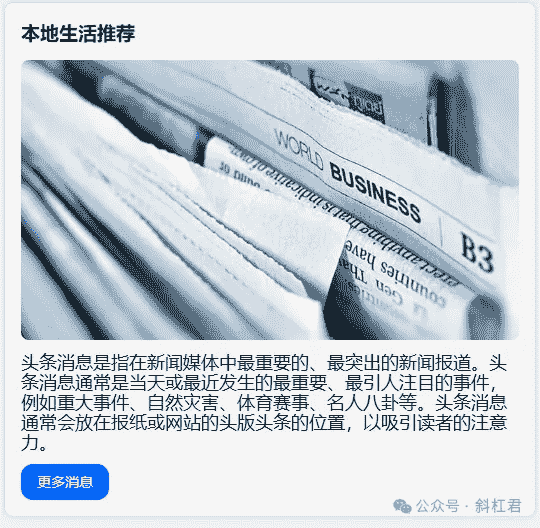 本地生活推荐
WORLD BUSINESS
B3
countries have
Gen Tha
头条消息是指在新闻媒体中最重要的、最突出的新闻报道。头
条消息通常是当天或最近发生的最重要、最引人注目的事件，
例如重大事件、自然灾害、体育赛事、名人八卦等。头条消息
通常会放在报纸或网站的头版头条的位置，以吸引读者的注意
力。
更多消息
公众号 · 斜杠君